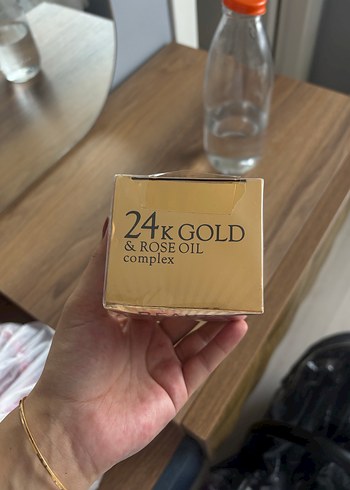 24K GOLD
& ROSE OIL
complex